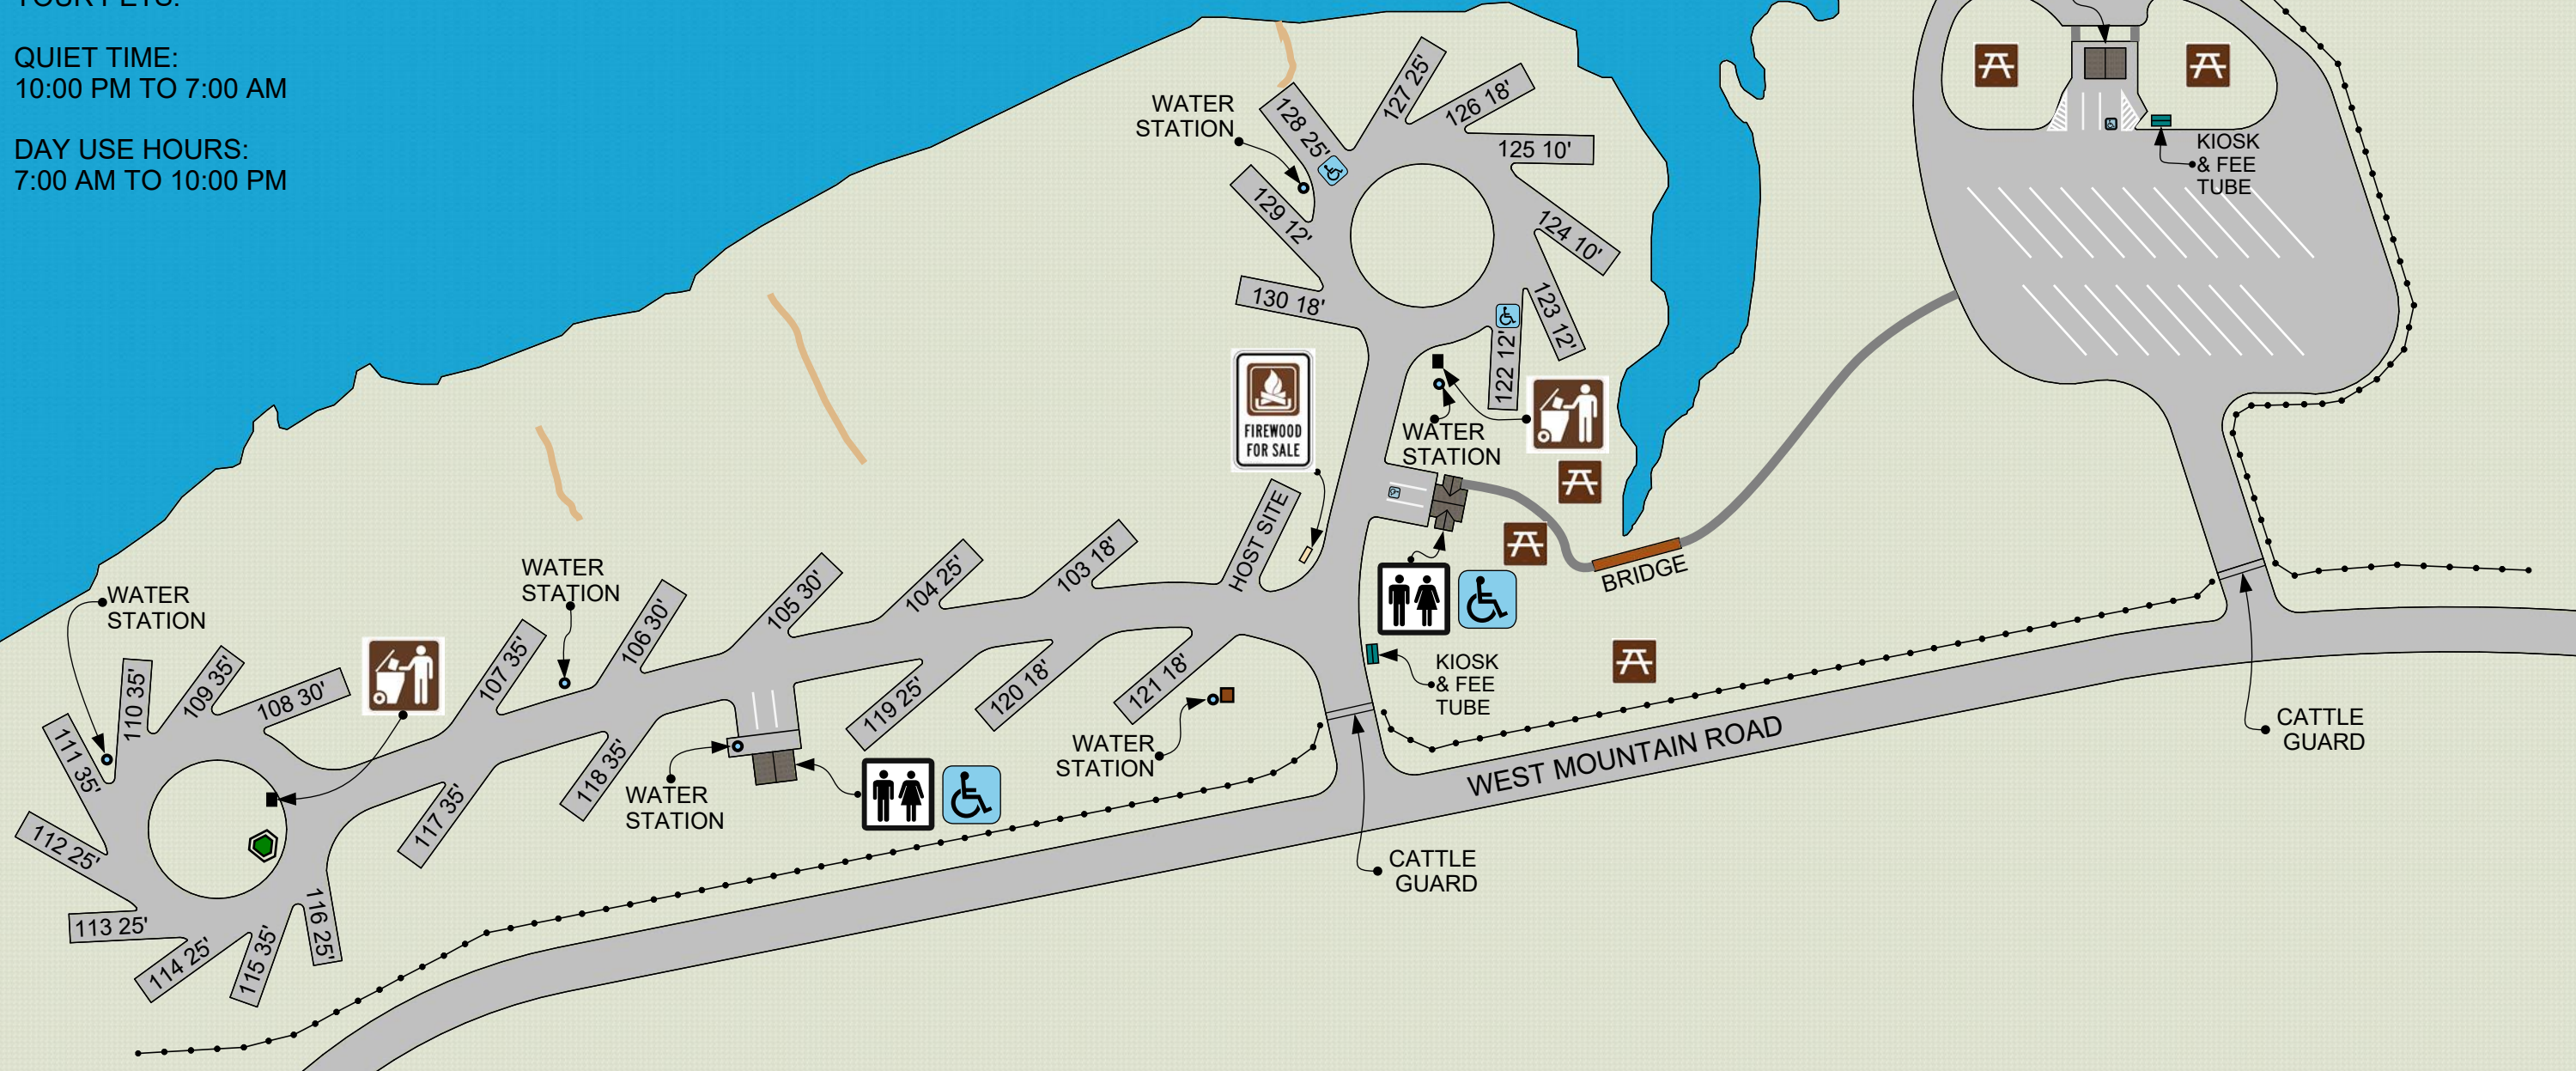 YOUR PETS.
QUIET TIME:
10:00 PM TO 7:00 AM
DAY USE HOURS:
7:00 AM TO 10:00 PM
WATER
STATION
128 25'
127 25'
126 18'
125 10'
124 10'
123 12'
122 12'
129 12'
130 18'
KIOSK
& FEE
TUBE
FIREWOOD
FOR SALE
WATER
STATION
HOST SITE
BRIDGE
103 18'
104 25'
105 30'
106 30'
107 35'
WATER
STATION
WATER
STATION
108 30'
109 35'
110 35'
111 35'
112 25'
113 25'
114 25'
115 35'
116 25'
117 35'
118 35'
119 25'
120 18'
121 18'
WATER
STATION
WATER
STATION
KIOSK
& FEE
TUBE
WEST MOUNTAIN ROAD
CATTLE
GUARD
CATTLE
GUARD